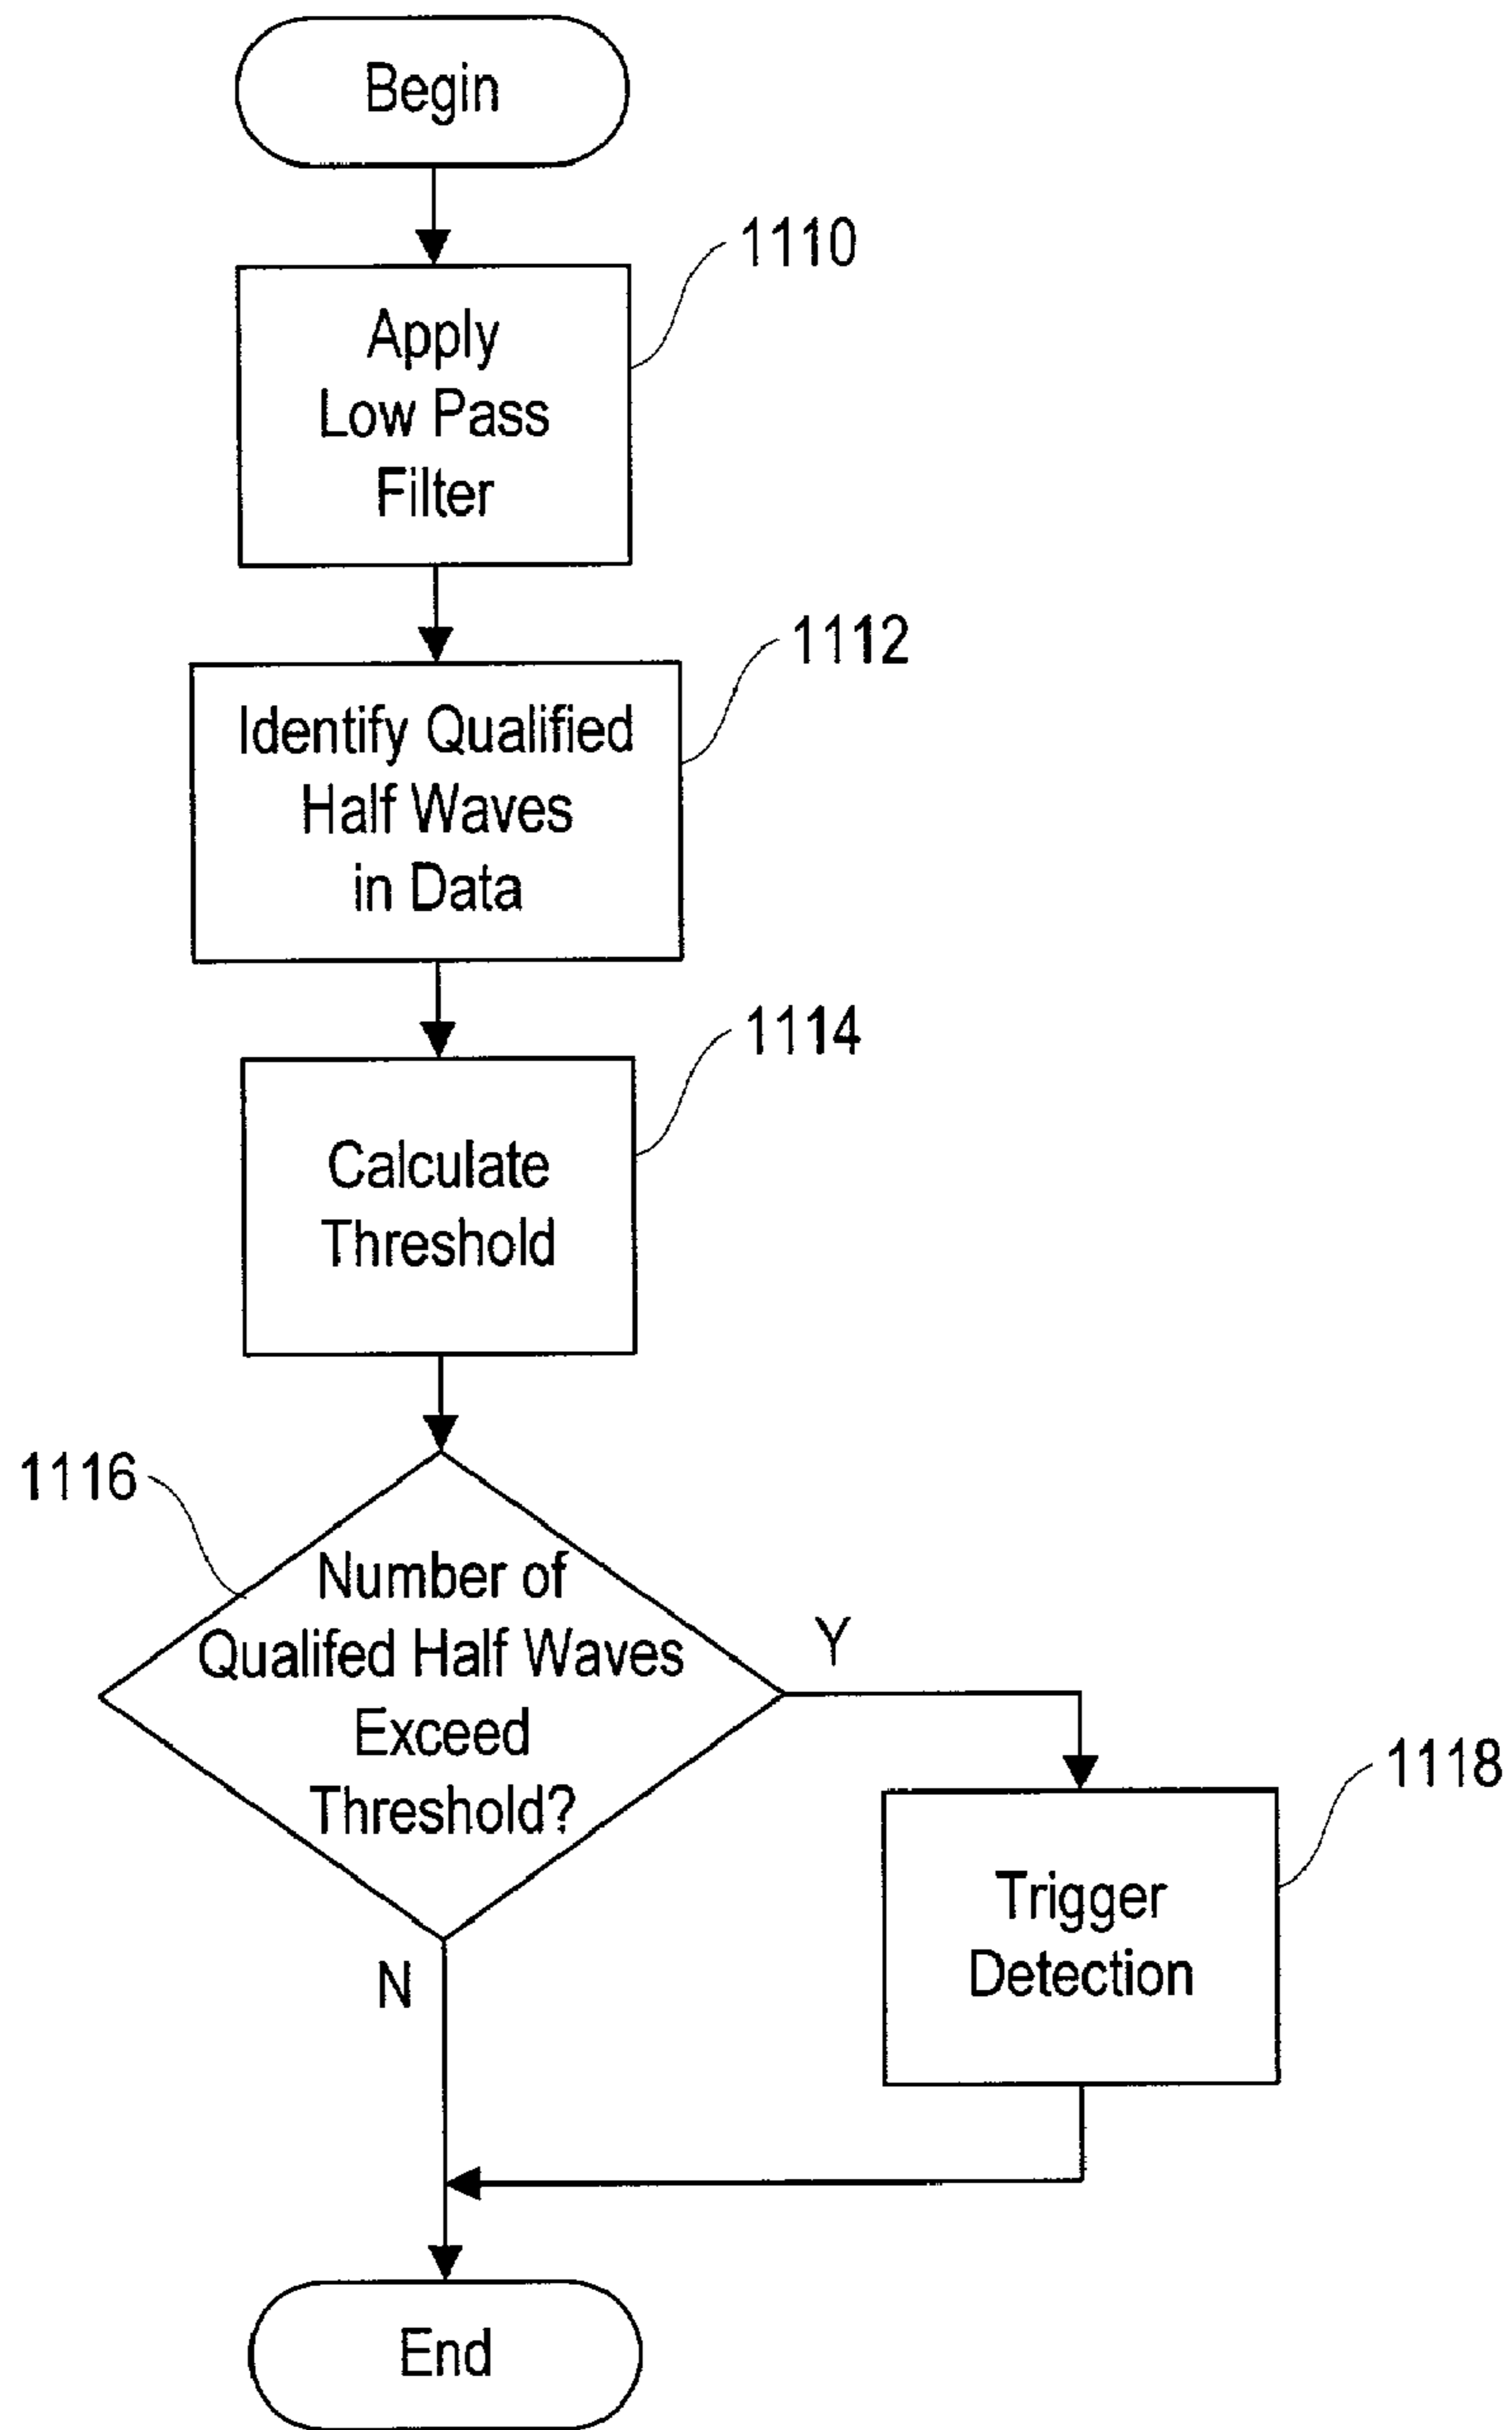 Begin
1110
Apply
Low Pass
Filter
1112
Identify Qualified
Half Waves
in Data
1114
Calculate
Threshold
1116
Number of
Qualifed Half Waves
Exceed
Threshold?
Y
1118
Trigger
Detection
N
End